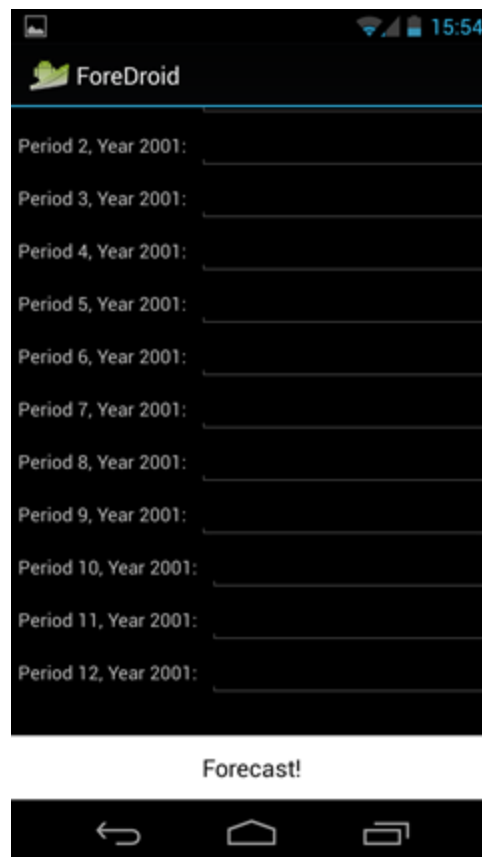 15:54
ForeDroid
Period 2, Year 2001:
Period 3, Year 2001:
Period 4, Year 2001:
Period 5, Year 2001:
Period 6, Year 2001:
Period 7, Year 2001:
Period 8, Year 2001:
Period 9, Year 2001:
Period 10, Year 2001:
Period 11, Year 2001:
Period 12, Year 2001:
Forecast!